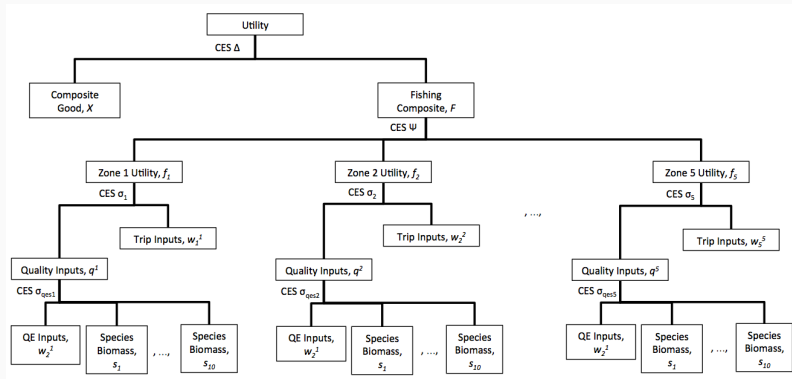 Utility
CES Δ
Composite
Good, X
Fishing
Composite, F
CES Ψ
Zone 1 Utility, f₁
Zone 2 Utility, f₂
Zone 5 Utility, f₅
CES σ₁
CES σ₂
CES σ₅
Trip Inputs, w₁¹
Trip Inputs, w₂²
, ...,
Trip Inputs, w₅⁵
Quality Inputs, q¹
Quality Inputs, q²
Quality Inputs, q⁵
CES σqes1
CES σqes2
CES σqes5
QE Inputs,
w₂¹
Species
Biomass,
s₁
, ...,
Species
Biomass,
s₁₀
QE Inputs,
w₂¹
Species
Biomass,
s₁
, ...,
Species
Biomass,
s₁₀
QE Inputs,
w₂¹
Species
Biomass,
s₁
, ...,
Species
Biomass,
s₁₀